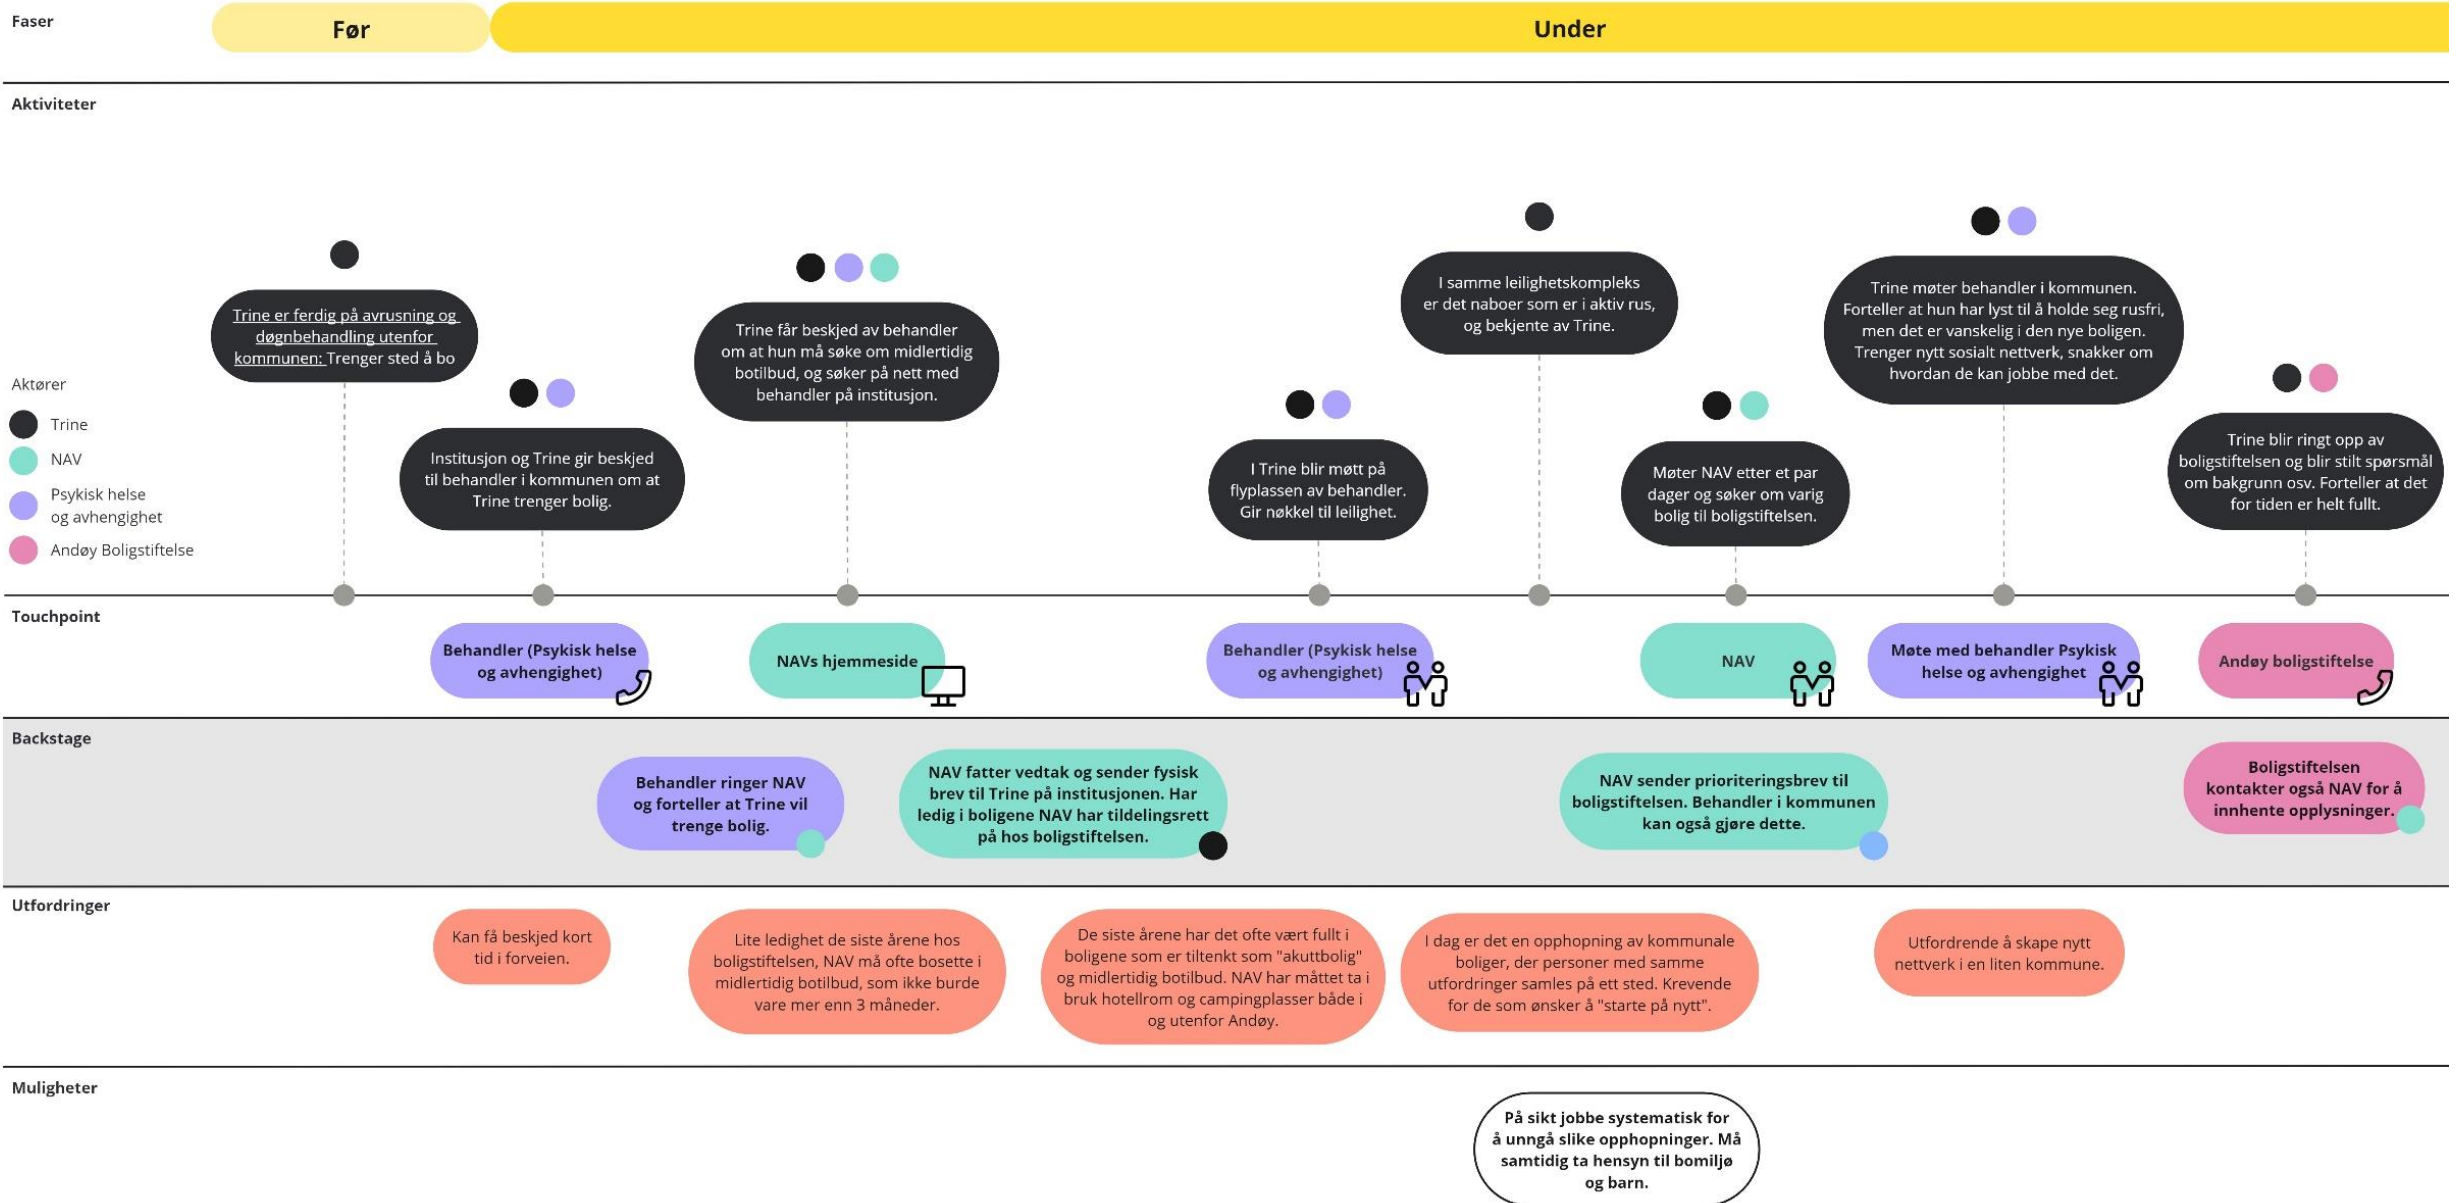 Faser
Før
Under
Aktiviteter
Trine er ferdig på avrusning og
døgnbehandling utenfor
kommunen: Trenger sted å bo
Institusjon og Trine gir beskjed
til behandler i kommunen om at
Trine trenger bolig.
Trine får beskjed av behandler
om at hun må søke om midlertidig
botilbud, og søker på nett med
behandler på institusjon.
I Trine blir møtt på
flyplassen av behandler.
Gir nøkkel til leilighet.
I samme leilighetskompleks
er det naboer som er i aktiv rus,
og bekjente av Trine.
Møter NAV etter et par
dager og søker om varig
bolig til boligstiftelsen.
Trine møter behandler i kommunen.
Forteller at hun har lyst til å holde seg rusfri,
men det er vanskelig i den nye boligen.
Trenger nytt sosialt nettverk, snakker om
hvordan de kan jobbe med det.
Trine blir ringt opp av
boligstiftelsen og blir stilt spørsmål
om bakgrunn osv. Forteller at det
for tiden er helt fullt.
Aktører
Trine
NAV
Psykisk helse
og avhengighet
Andøy Boligstiftelse
Touchpoint
Behandler (Psykisk helse
og avhengighet)
NAVs hjemmeside
Behandler (Psykisk helse
og avhengighet)
NAV
Møte med behandler Psykisk
helse og avhengighet
Andøy boligstiftelse
Backstage
Behandler ringer NAV
og forteller at Trine vil
trenge bolig.
NAV fatter vedtak og sender fysisk
brev til Trine på institusjonen. Har
ledig i boligene NAV har tildelingsrett
på hos boligstiftelsen.
NAV sender prioriteringsbrev til
boligstiftelsen. Behandler i kommunen
kan også gjøre dette.
Boligstiftelsen
kontakter også NAV for å
innhente opplysninger.
Utfordringer
Kan få beskjed kort
tid i forveien.
Lite ledighet de siste årene hos
boligstiftelsen, NAV må ofte bosette i
midlertidig botilbud, som ikke burde
vare mer enn 3 måneder.
De siste årene har det ofte vært fullt i
boligene som er tiltenkt som "akuttbolig"
og midlertidig botilbud. NAV har måttet ta i
bruk hotellrom og campingplasser både i
og utenfor Andøy.
I dag er det en opphopning av kommunale
boliger, der personer med samme
utfordringer samles på ett sted. Krevende
for de som ønsker å "starte på nytt".
Utfordrende å skape nytt
nettverk i en liten kommune.
Muligheter
På sikt jobbe systematisk for
å unngå slike opphopninger. Må
samtidig ta hensyn til bomiljø
og barn.